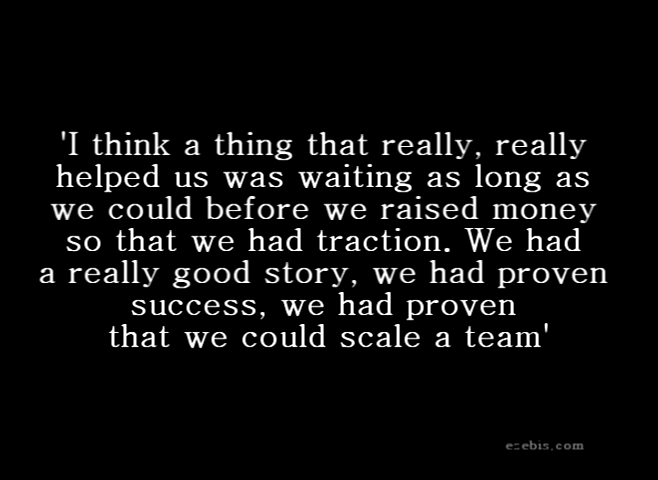 'I think a thing that really, really
helped us was waiting as long as
we could before we raised money
so that we had traction. We had
a really good story, we had proven
success, we had proven
that we could scale a team'
ezebis.com